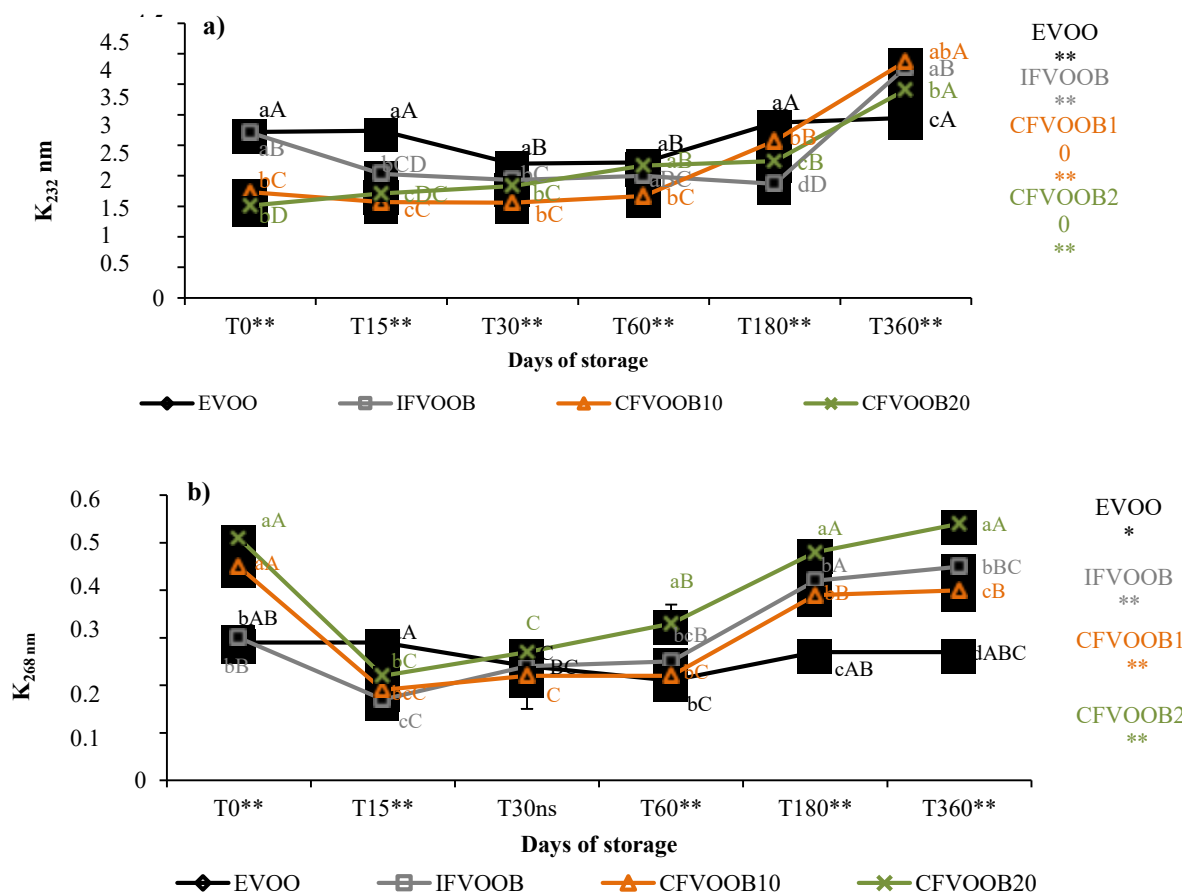 a)
4.5
4
3.5
3
2.5
2
1.5
1
0.5
0
K232 nm
aA
aA
aB
aB
aA
abA
aB
bA
cA
aB
bCD
bC
aB
aBC
bB
cB
dD
bC
bD
cDC
cC
bC
bC
bC
EVOO
**
IFVOOB
**
CFVOOB1
0
**
CFVOOB2
0
**
T0** T15** T30** T60** T180** T360**
Days of storage
EVOO IFVOOB CFVOOB10 CFVOOB20
b)
0.6
0.5
0.4
0.3
0.2
0.1
0
K268 nm
aA
aA
bAB
bB
bC
cC
C
BC
C
aB
bcB
bC
bC
aA
bA
bB
cAB
aA
bBC
cB
dABC
EVOO
*
IFVOOB
**
CFVOOB1
**
CFVOOB2
**
T0** T15** T30ns T60** T180** T360**
Days of storage
EVOO IFVOOB CFVOOB10 CFVOOB20